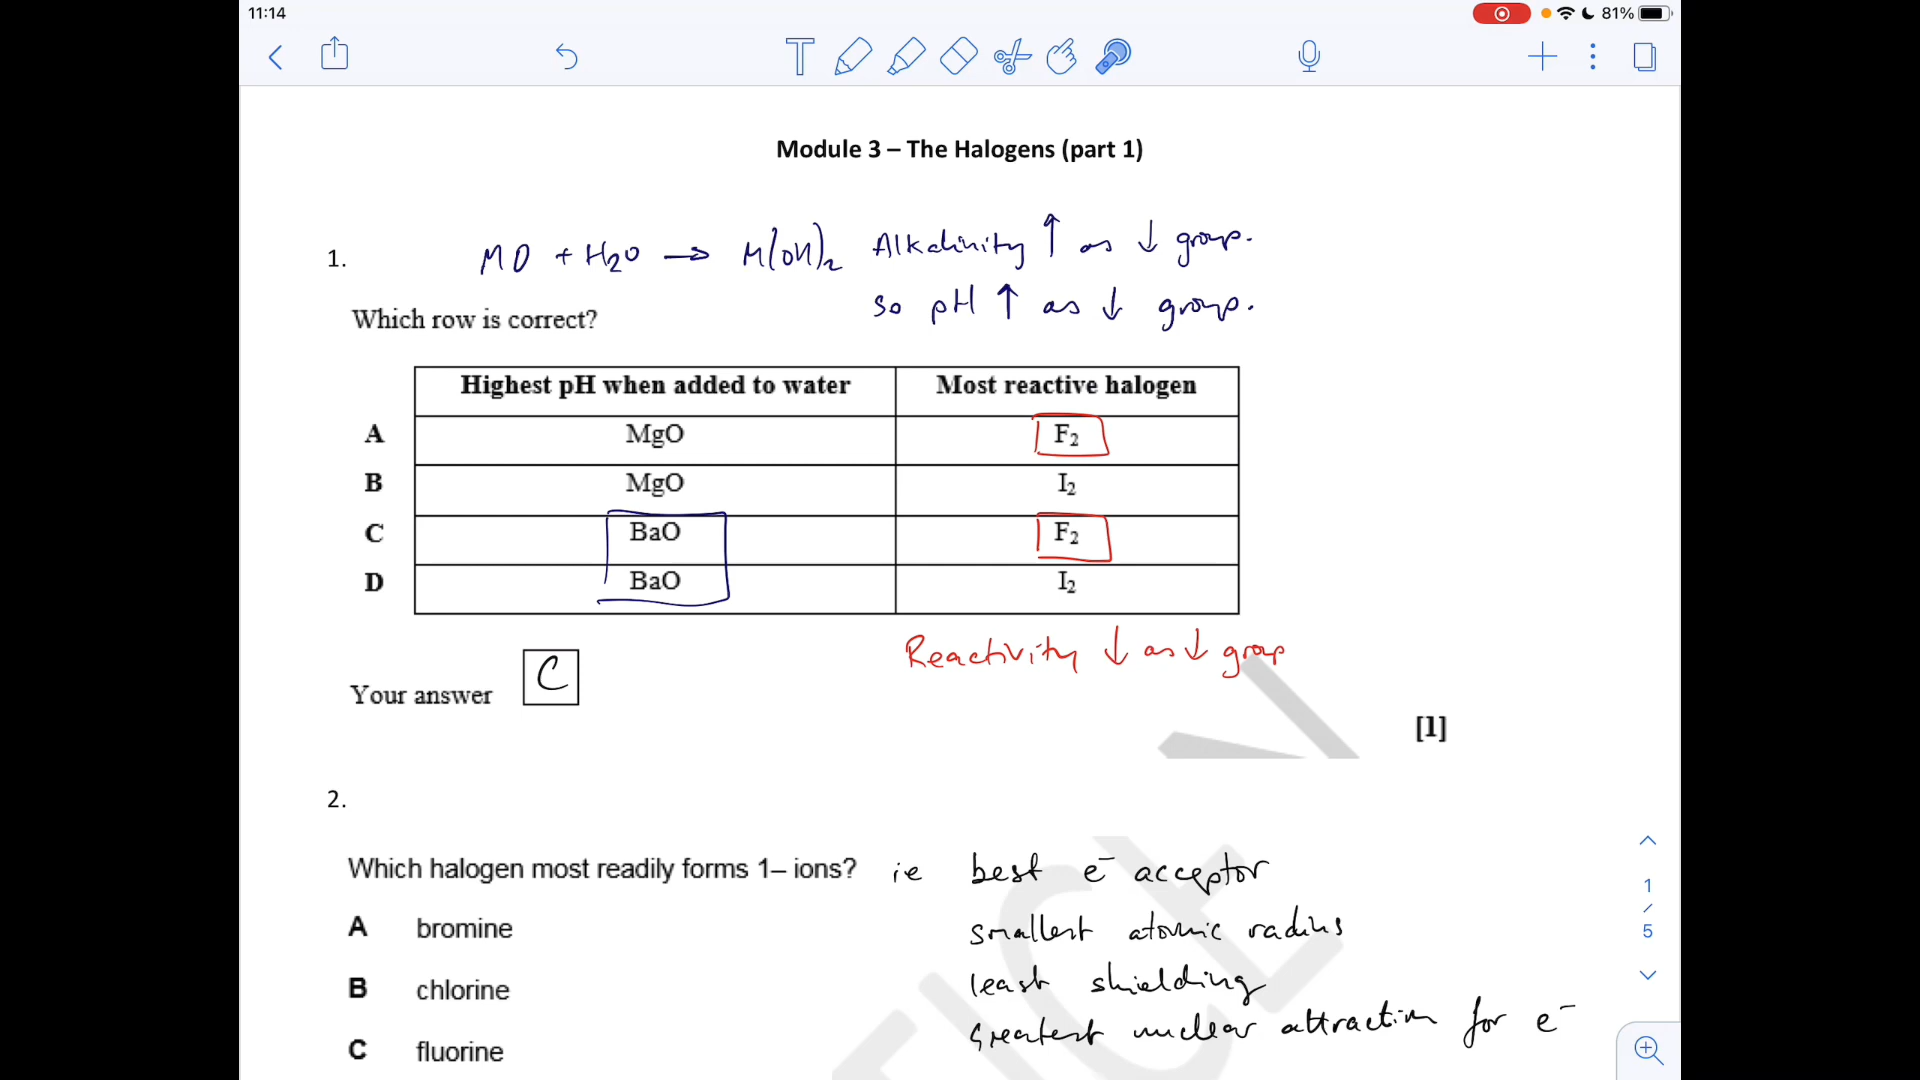 11:14
81%
T
Module 3 – The Halogens (part 1)
1.
MO + H₂O → M(OH)₂ Alkalinity ↑ as ↓ group.
so pH ↑ as ↓ group.
Which row is correct?
Highest pH when added to water Most reactive halogen
A MgO F₂
B MgO I₂
C BaO F₂
D BaO I₂
Reactivity ↓ as ↓ group
Your answer C
[1]
2.
Which halogen most readily forms 1– ions? ie best e⁻ acceptor
A bromine smallest atomic radius
B chlorine least shielding
greatest nuclear attraction for e⁻
C fluorine
1
/
5